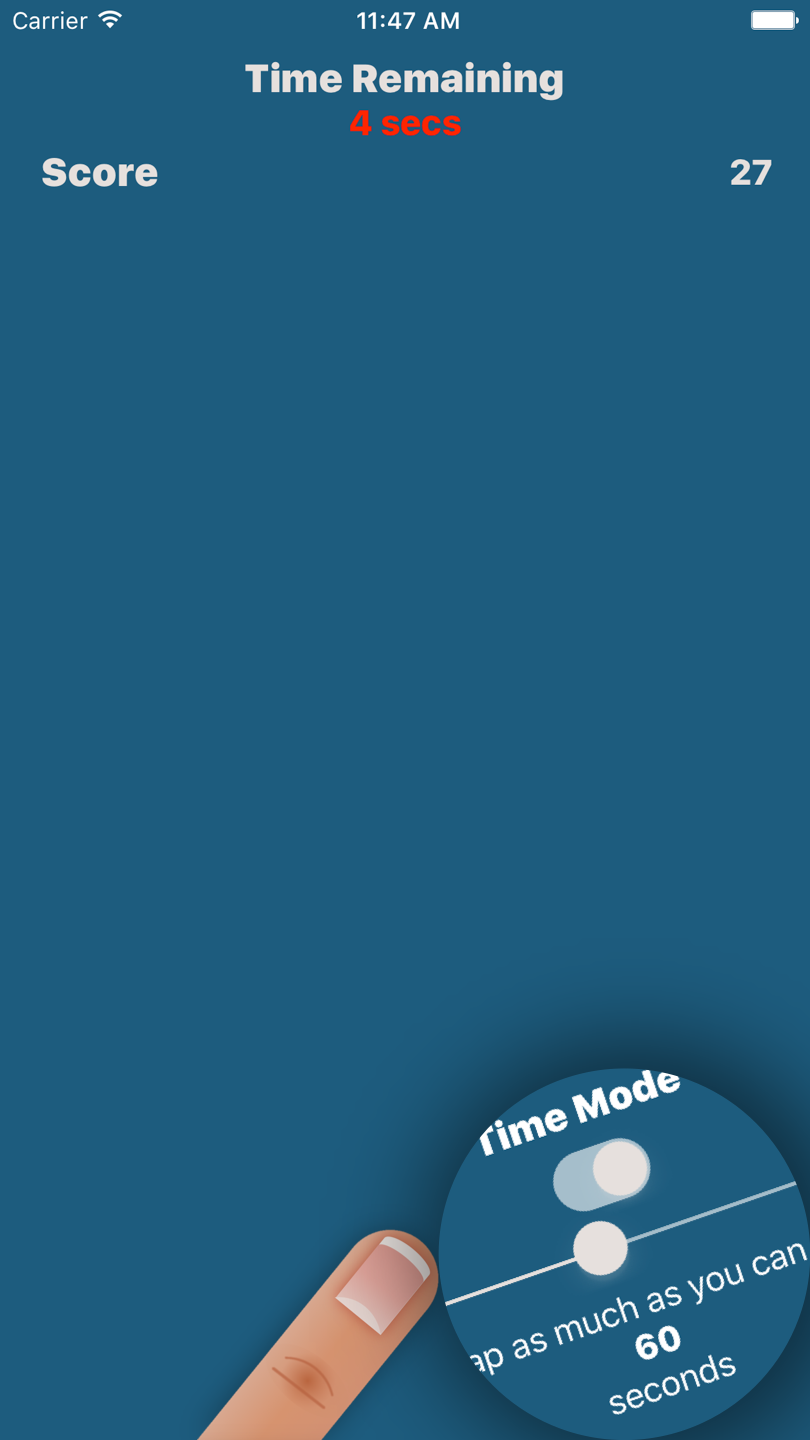 Carrier 11:47 AM
Time Remaining
4 secs
Score 27
Time Mode
ap as much as you can
60
seconds